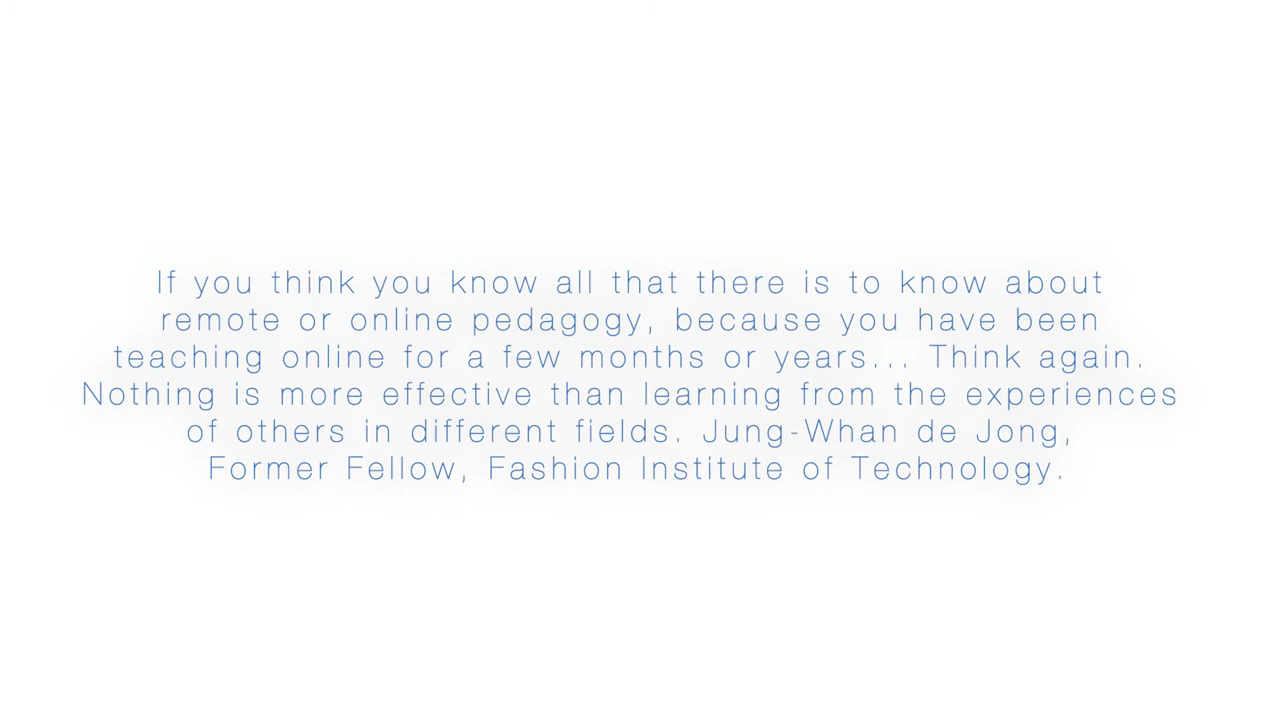 If you think you know all that there is to know about
remote or online pedagogy, because you have been
teaching online for a few months or years... Think again.
Nothing is more effective than learning from the experiences
of others in different fields. Jung-Whan de Jong,
Former Fellow, Fashion Institute of Technology.